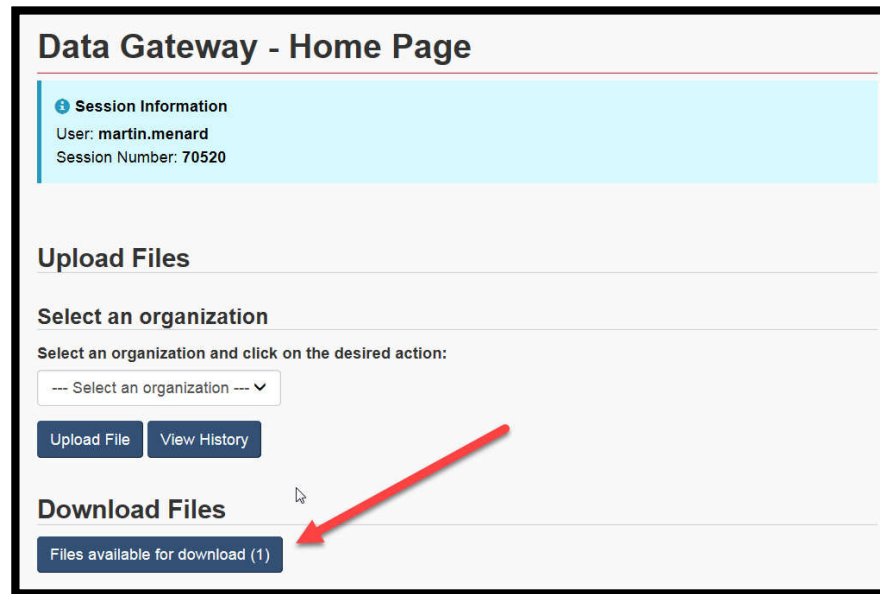 Data Gateway - Home Page
Session Information
User: martin.menard
Session Number: 70520
Upload Files
Select an organization
Select an organization and click on the desired action:
--- Select an organization ---
Upload File View History
Download Files
Files available for download (1)